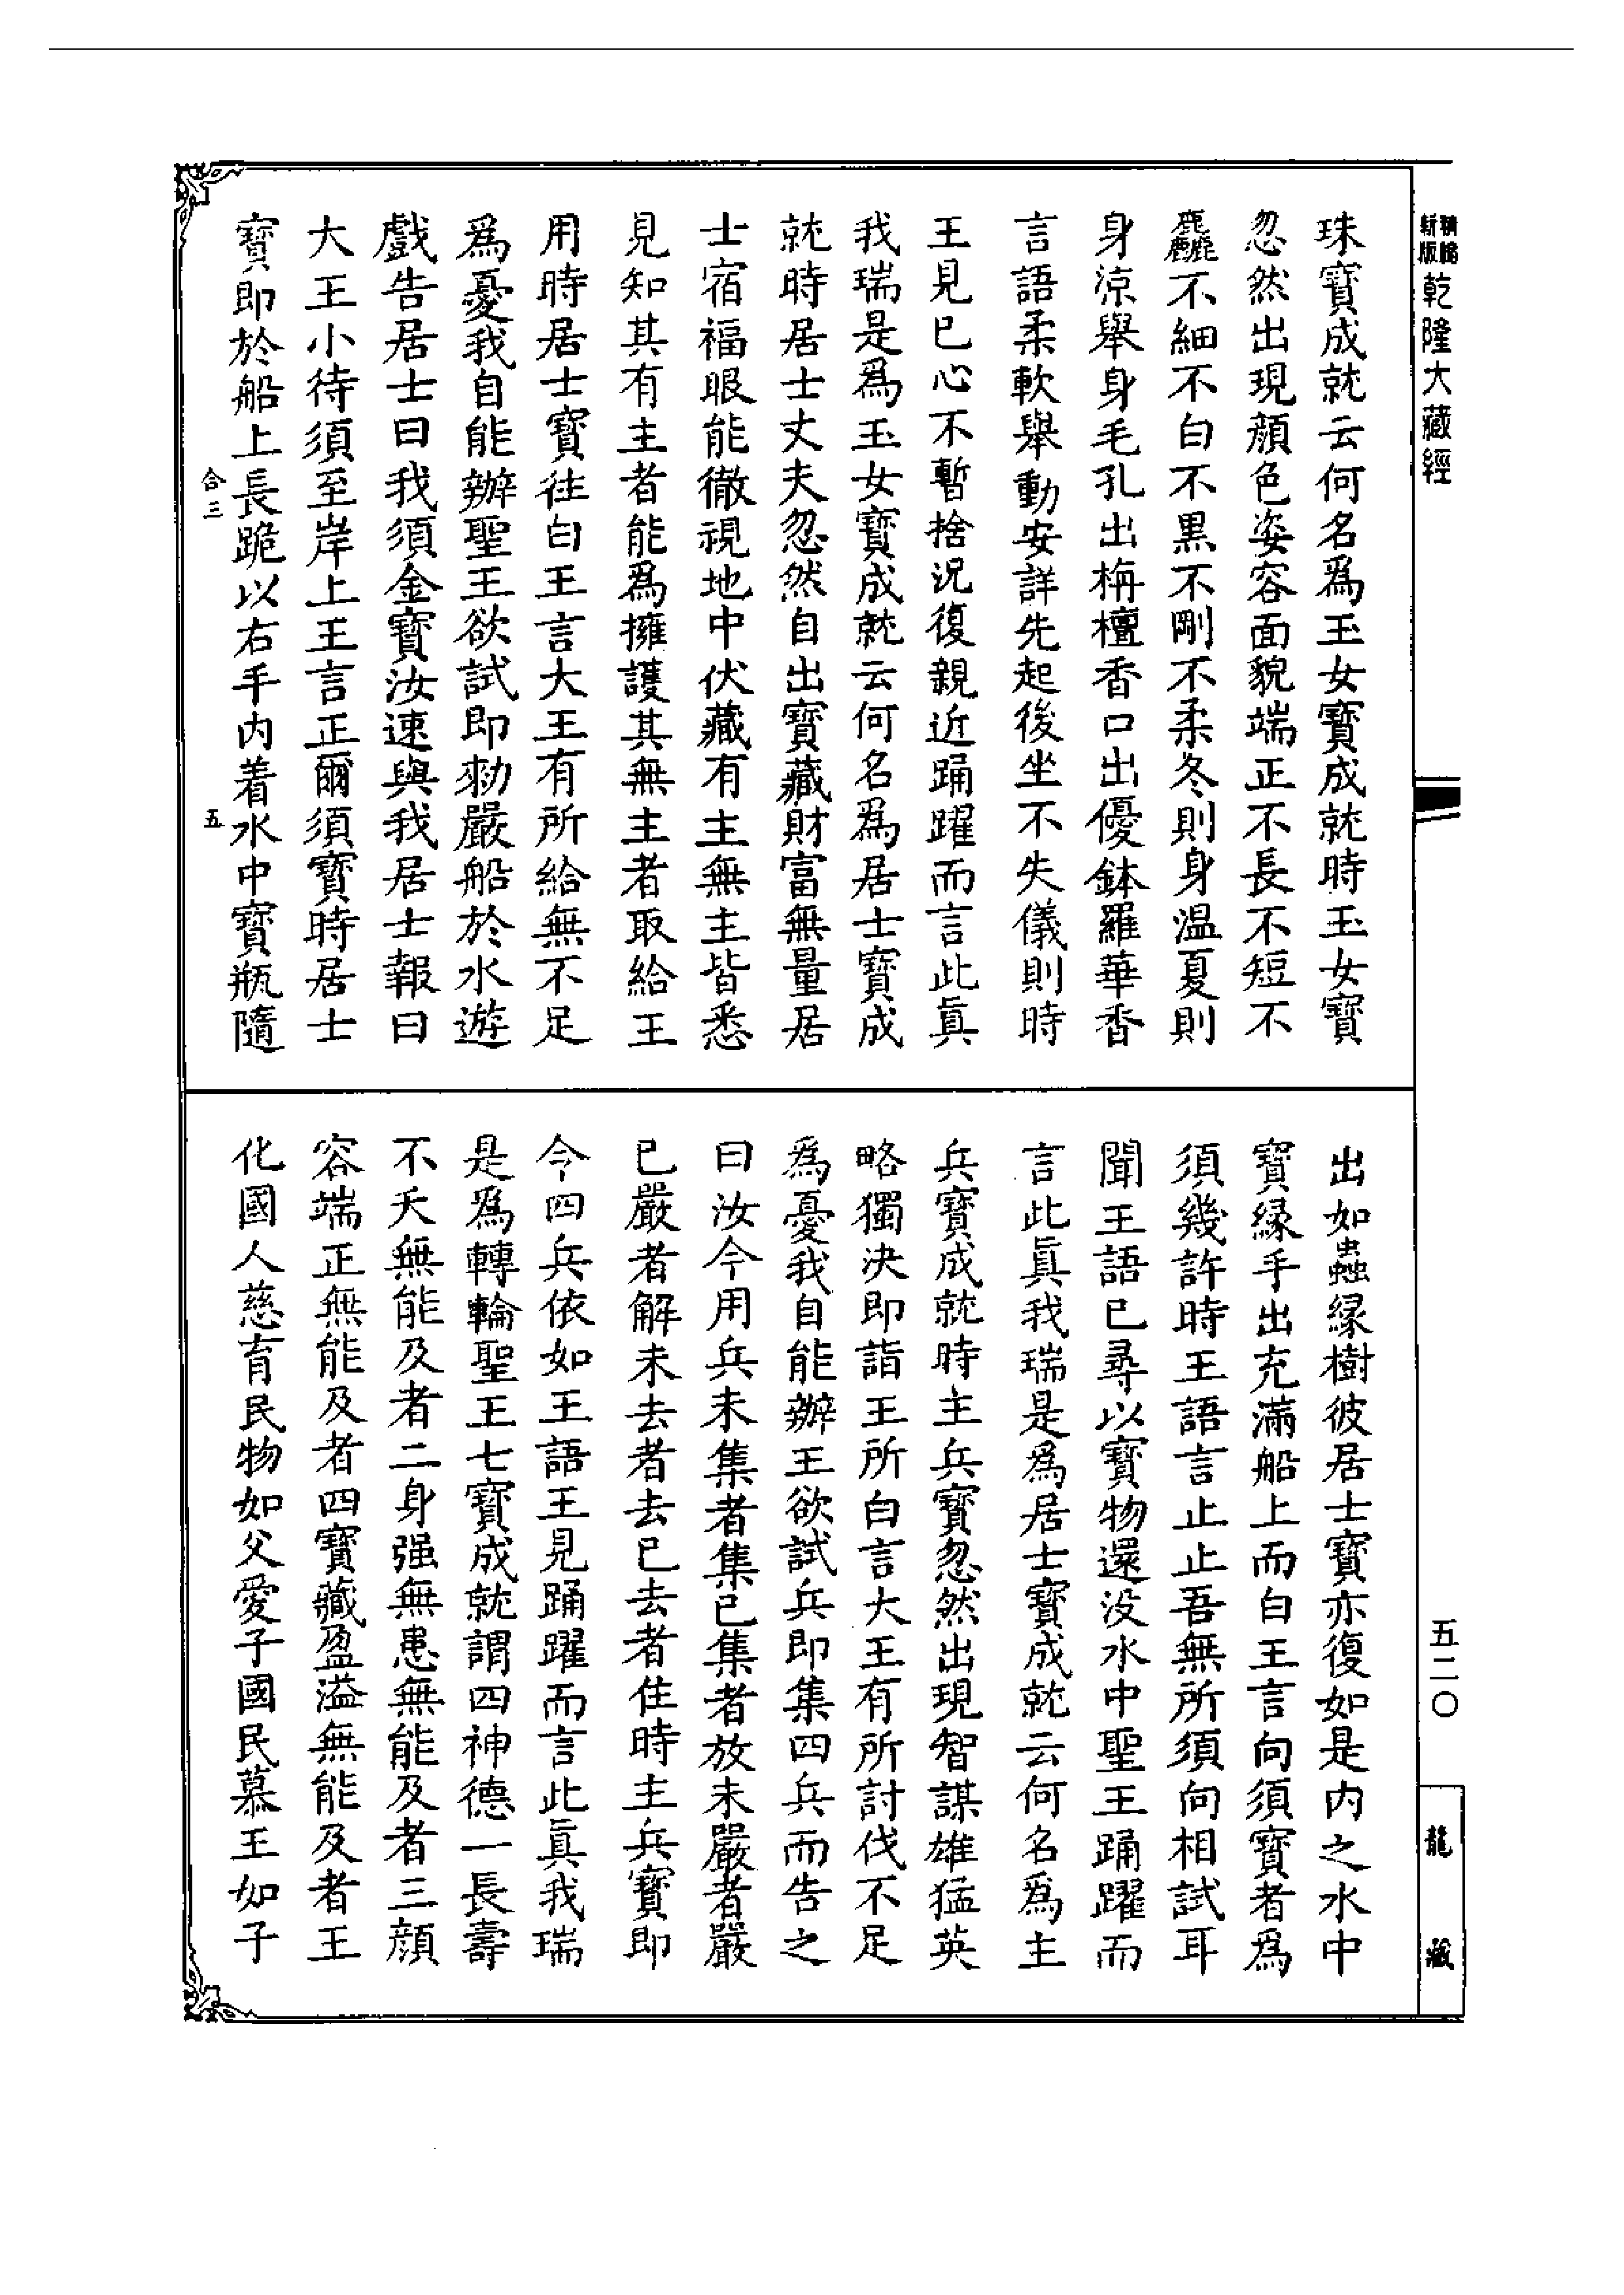 精縮新版乾隆大藏經
珠寶成就云何名爲玉女寶成就時玉女寶
忽然出現顏色姿容面貌端正不長不短不
麤不細不白不黑不剛不柔冬則身溫夏則
身涼舉身毛孔出栴檀香口出優鉢羅華香
言語柔軟舉動安詳先起後坐不失儀則時
王見已心不暫捨況復親近踊躍而言此真
我瑞是爲玉女寶成就云何名爲居士寶成
就時居士丈夫忽然自出寶藏財富無量居
士宿福眼能徹視地中伏藏有主無主皆悉
見知其有主者能爲擁護其無主者取給王
用時居士寶往白王言大王有所給無不足
爲憂我自能辦聖王欲試即勑嚴船於水遊
戲告居士曰我須金寶汝速與我居士報曰
大王小待須至岸上王言正爾須寶時居士
寶即於船上長跪以右手內着水中寶瓶隨
合三 五
出如蟲緣樹彼居士寶亦復如是內之水中
寶緣手出充滿船上而白王言向須寶者爲
須幾許時王語言止止吾無所須向相試耳
聞王語已尋以寶物還沒水中聖王踊躍而
言此真我瑞是爲居士寶成就云何名爲主
兵寶成就時主兵寶忽然出現智謀雄猛英
略獨決即詣王所白言大王有所討伐不足
爲憂我自能辦王欲試兵即集四兵而告之
曰汝今用兵未集者集已集者放未嚴者嚴
已嚴者解未去者去已去者住時主兵寶即
令四兵依如王語王見踊躍而言此真我瑞
是爲轉輪聖王七寶成就謂四神德一長壽
不夭無能及者二身强無患無能及者三顏
容端正無能及者四寶藏盈溢無能及者王
化國人慈育民物如父愛子國民慕王如子
五二〇
龍藏